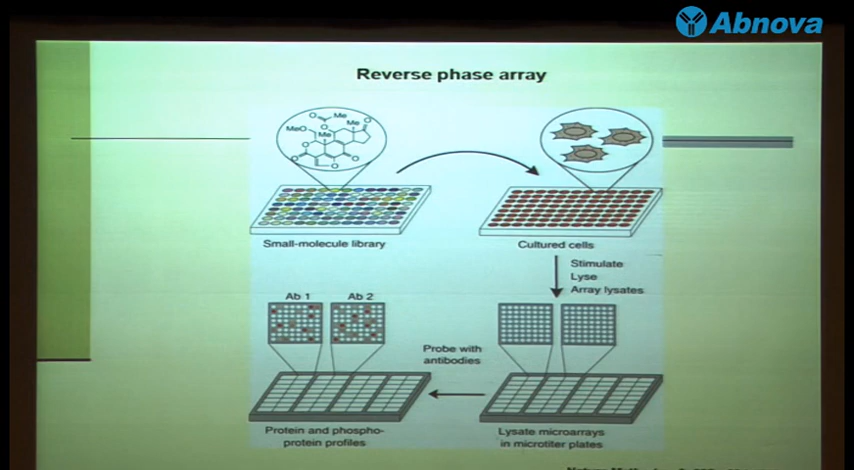 Abnova
Reverse phase array
O
Me
O
MeO
Me
O
Me
O
O
O
O
Small-molecule library
Cultured cells
Stimulate
Lyse
Array lysates
Ab 1
Ab 2
Probe with
antibodies
Protein and phospho-
protein profiles
Lysate microarrays
in microtiter plates